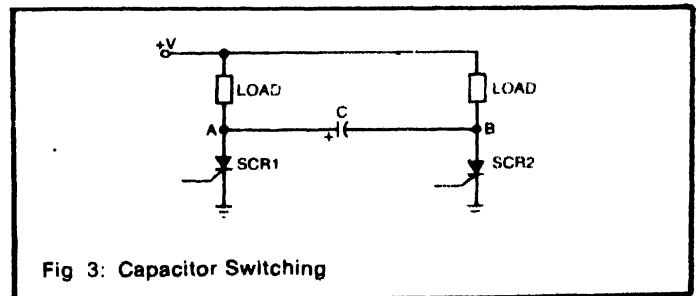 +V
LOAD
LOAD
C
A
+
B
SCR1
SCR2
Fig 3: Capacitor Switching